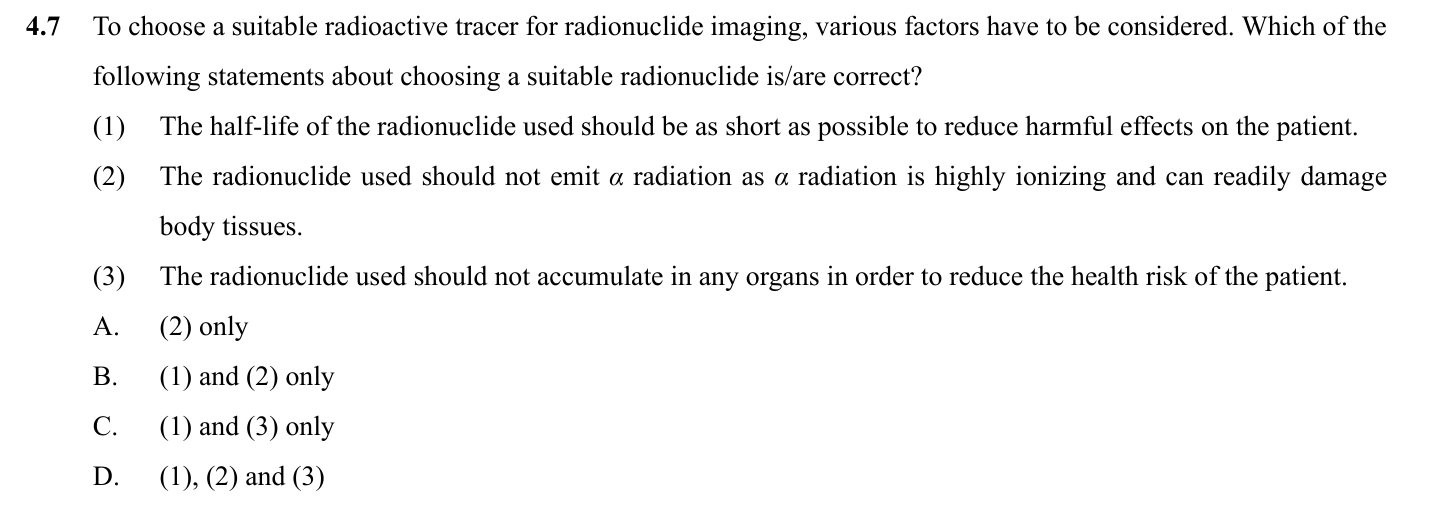 4.7 To choose a suitable radioactive tracer for radionuclide imaging, various factors have to be considered. Which of the
following statements about choosing a suitable radionuclide is/are correct?
(1) The half-life of the radionuclide used should be as short as possible to reduce harmful effects on the patient.
(2) The radionuclide used should not emit α radiation as α radiation is highly ionizing and can readily damage
body tissues.
(3) The radionuclide used should not accumulate in any organs in order to reduce the health risk of the patient.
A. (2) only
B. (1) and (2) only
C. (1) and (3) only
D. (1), (2) and (3)